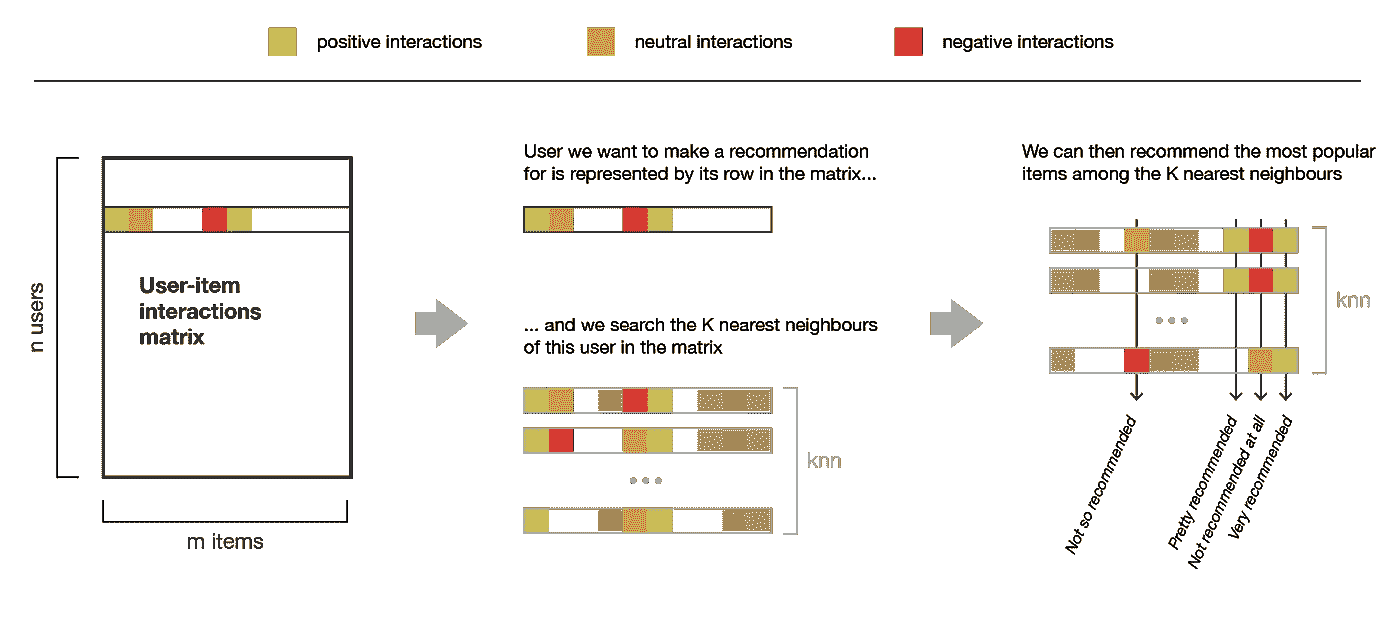 positive interactions
neutral interactions
negative interactions
n users
User-item
interactions
matrix
m items
User we want to make a recommendation
for is represented by its row in the matrix...
... and we search the K nearest neighbours
of this user in the matrix
knn
We can then recommend the most popular
items among the K nearest neighbours
knn
Not so recommended
Pretty recommended
Not recommended at all
Very recommended